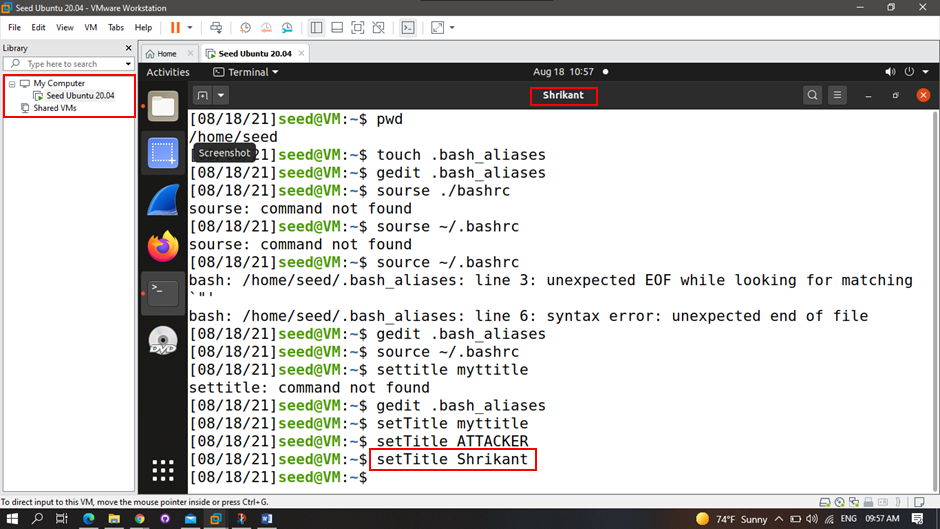 Seed Ubuntu 20.04 - VMware Workstation
File Edit View VM Tabs Help
Library
Type here to search
My Computer
Seed Ubuntu 20.04
Shared VMs
Home
Seed Ubuntu 20.04
Activities
Terminal
Aug 18 10:57
Shrikant
Screenshot
[08/18/21]seed@VM:~$ pwd
/home/seed
:~$ touch .bash_aliases
[08/18/21]seed@VM:~$ gedit .bash_aliases
[08/18/21]seed@VM:~$ sourse ./bashrc
sourse: command not found
[08/18/21]seed@VM:~$ sourse ~/.bashrc
sourse: command not found
[08/18/21]seed@VM:~$ source ~/.bashrc
bash: /home/seed/.bash_aliases: line 3: unexpected EOF while looking for matching
`"'
bash: /home/seed/.bash_aliases: line 6: syntax error: unexpected end of file
[08/18/21]seed@VM:~$ gedit .bash_aliases
[08/18/21]seed@VM:~$ source ~/.bashrc
[08/18/21]seed@VM:~$ settitle myttitle
settitle: command not found
[08/18/21]seed@VM:~$ gedit .bash_aliases
[08/18/21]seed@VM:~$ setTitle myttitle
[08/18/21]seed@VM:~$ setTitle ATTACKER
[08/18/21]seed@VM:~$ setTitle Shrikant
[08/18/21]seed@VM:~$
DVD
To direct input to this VM, move the mouse pointer inside or press Ctrl+G.
74°F Sunny
ENG
09:57 AM